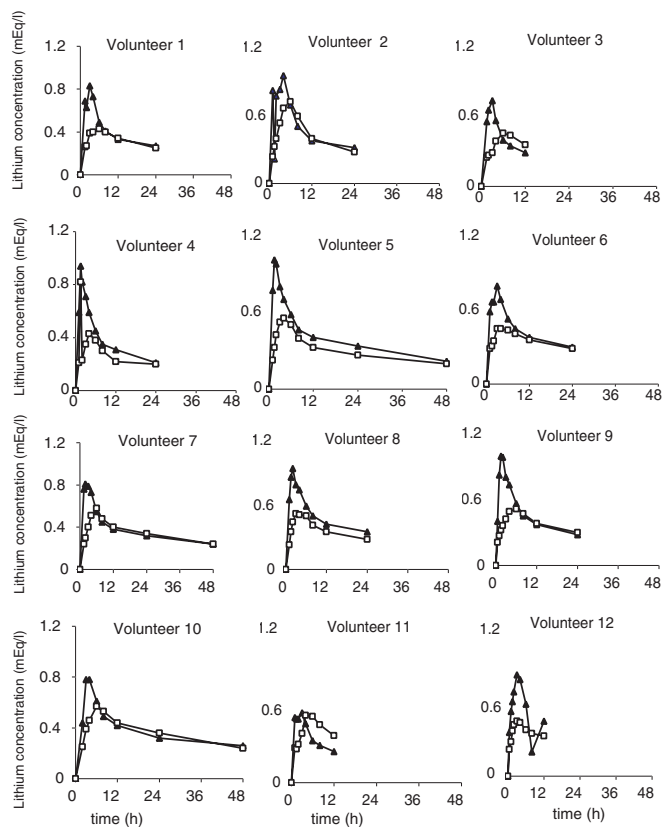 Lithium concentration (mEq/l)
Volunteer 1
1.2
0.8
0.4
0
0 12 24 36 48
Volunteer 2
1.2
0.6
0
0 12 24 36 48
Volunteer 3
1.2
0.6
0
0 12 24 36 48
Lithium concentration (mEq/l)
Volunteer 4
1.2
0.8
0.4
0
0 12 24 36 48
Volunteer 5
1.2
0.6
0
0 12 24 36 48
Volunteer 6
1.2
0.6
0
0 12 24 36 48
Lithium concentration (mEq/l)
Volunteer 7
1.2
0.8
0.4
0
0 12 24 36 48
Volunteer 8
1.2
0.6
0
0 12 24 36 48
Volunteer 9
1.2
0.6
0
0 12 24 36 48
Lithium concentration (mEq/l)
Volunteer 10
1.2
0.8
0.4
0
0 12 24 36 48
time (h)
Volunteer 11
1.2
0.6
0
0 12 24 36 48
time (h)
Volunteer 12
1.2
0.6
0
0 12 24 36 48
time (h)